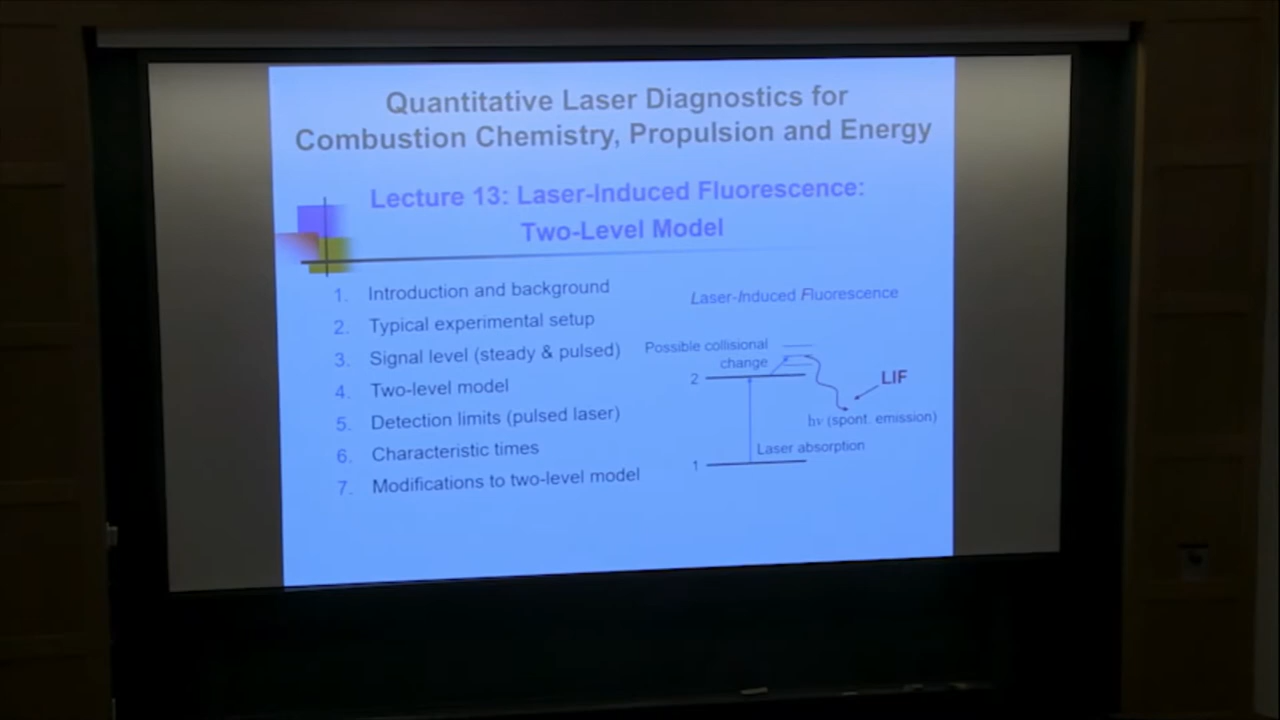 Quantitative Laser Diagnostics for
Combustion Chemistry, Propulsion and Energy
Lecture 13: Laser-Induced Fluorescence:
Two-Level Model
1. Introduction and background
2. Typical experimental setup
3. Signal level (steady & pulsed)
4. Two-level model
5. Detection limits (pulsed laser)
6. Characteristic times
7. Modifications to two-level model
Laser-Induced Fluorescence
Possible collisional
change
2
LIF
hν (spont. emission)
Laser absorption
1